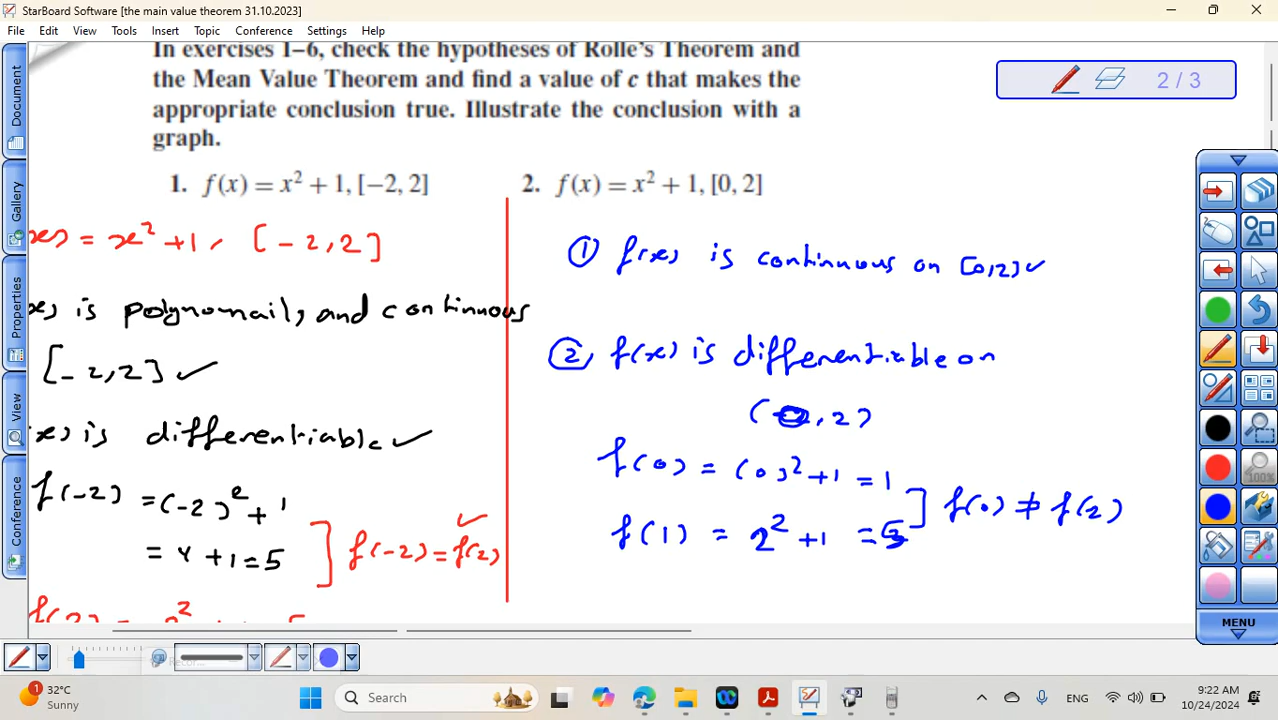 StarBoard Software [the main value theorem 31.10.2023]
File Edit View Tools Insert Topic Conference Settings Help
In exercises 1–6, check the hypotheses of Rolle's Theorem and
the Mean Value Theorem and find a value of c that makes the
appropriate conclusion true. Illustrate the conclusion with a
graph.
2 / 3
Document
Gallery
Properties
View
Conference
1. f(x) = x² + 1, [−2, 2]
x) = x² + 1, [-2, 2]
x) is polynomail, and continuous
[-2, 2] ✓
x) is differentiable ✓
f(-2) = (-2)² + 1
= 4 + 1 = 5
] f(-2) = f(2) ✓
2. f(x) = x² + 1, [0, 2]
① f(x) is continuous on [0,2] ✓
② f(x) is differentiable on
(0, 2)
f(0) = (0)² + 1 = 1
f(1) = 2² + 1 = 5
] f(0) ≠ f(2)
MENU
1
32°C
Sunny
Search
ENG
9:22 AM
10/24/2024